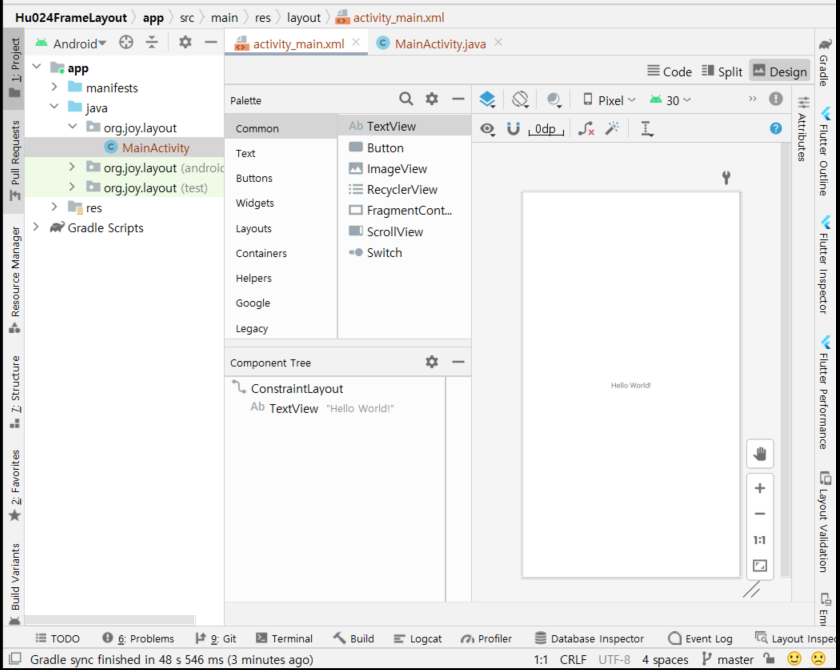 Hu024FrameLayout app src main res layout activity_main.xml
1: Project
Pull Requests
Resource Manager
7: Structure
2: Favorites
Build Variants
Android
app
manifests
java
org.joy.layout
MainActivity
org.joy.layout (androic
org.joy.layout (test)
res
Gradle Scripts
activity_main.xml
MainActivity.java
Code Split Design
Palette
Common
Text
Buttons
Widgets
Layouts
Containers
Helpers
Google
Legacy
Ab TextView
Button
ImageView
RecyclerView
FragmentCont...
ScrollView
Switch
Component Tree
ConstraintLayout
Ab TextView "Hello World!"
Pixel 30 »
0dp
Hello World!
1:1
Attributes
Gradle
Flutter Outline
Flutter Inspector
Flutter Performance
Layout Validation
Em
TODO 6: Problems 9: Git Terminal Build Logcat Profiler Database Inspector Event Log Layout Inspec
Gradle sync finished in 48 s 546 ms (3 minutes ago) 1:1 CRLF UTF-8 4 spaces master